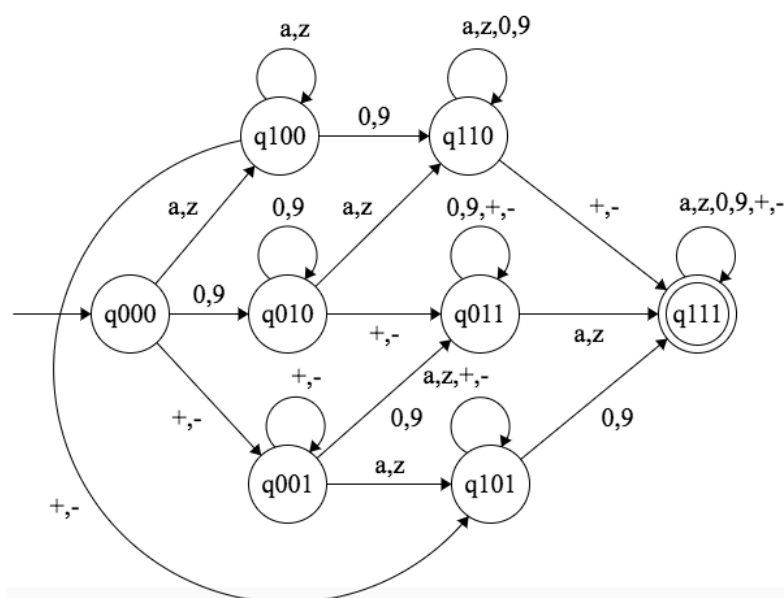 a,z
a,z,0,9
q100
0,9
q110
a,z
0,9
a,z
0,9,+,-
+,-
a,z,0,9,+,-
q000
0,9
q010
+,-
q011
a,z
q111
+,-
+,-
a,z,+,-
0,9
0,9
q001
a,z
q101
+,-